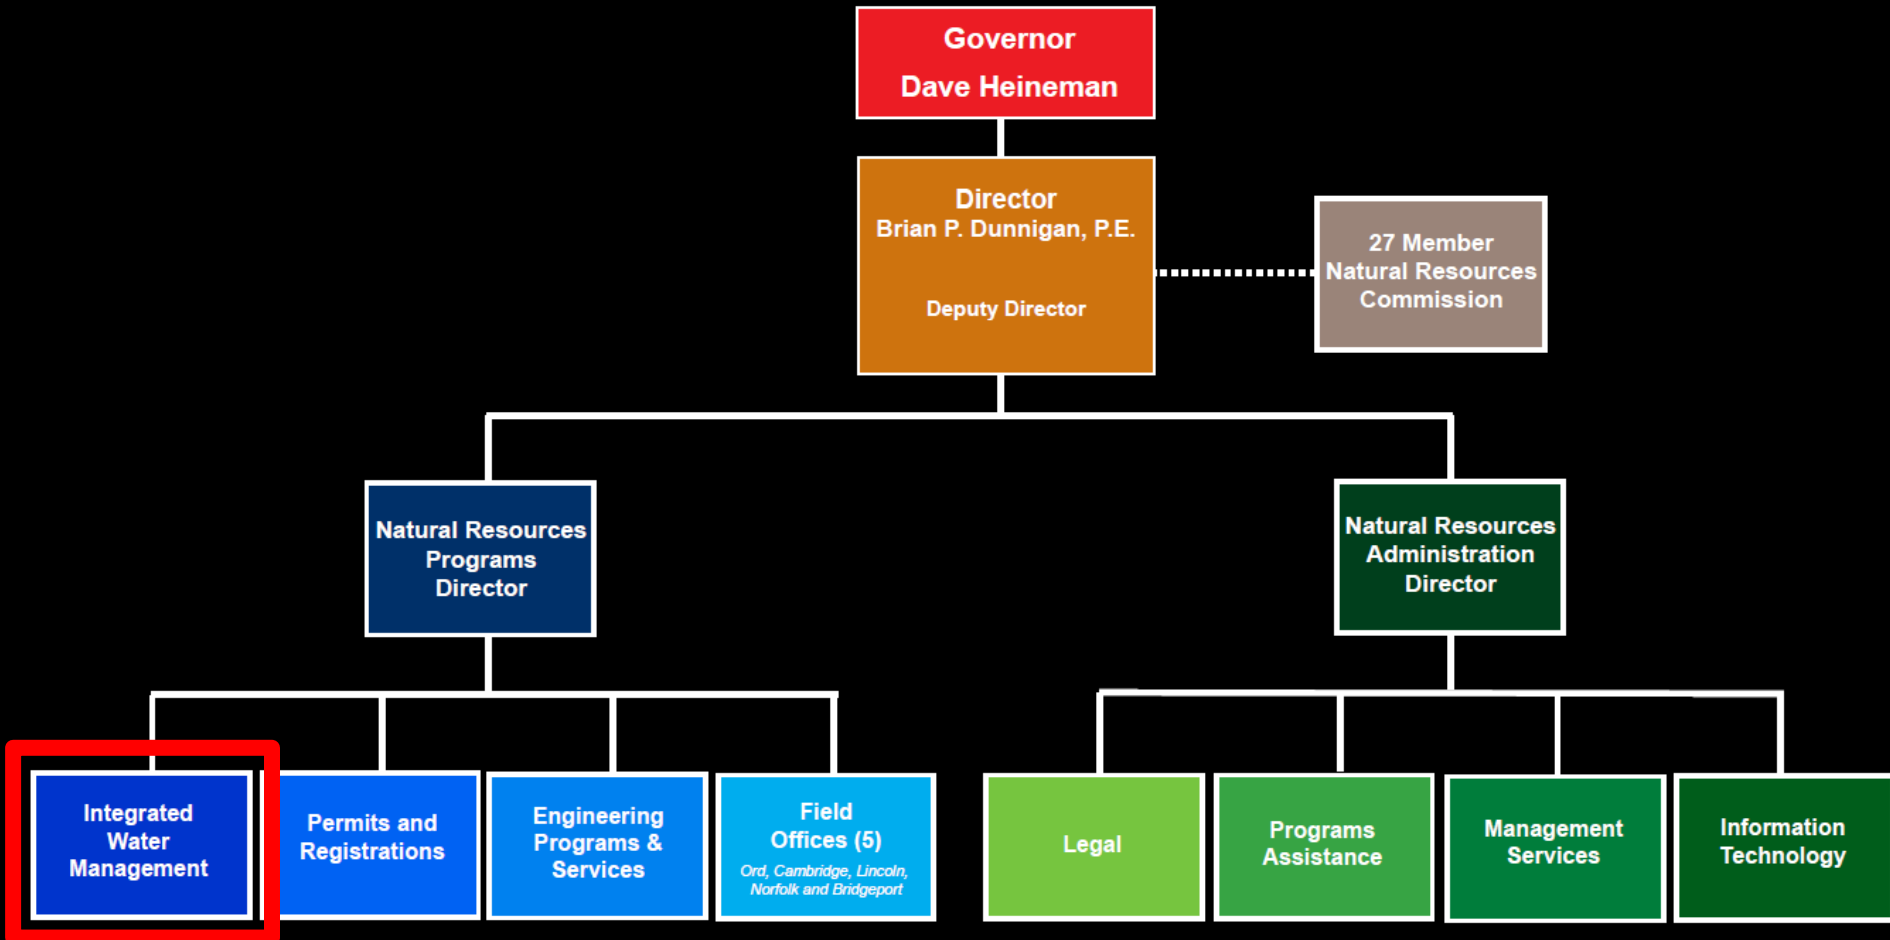 Governor
Dave Heineman
Director
Brian P. Dunnigan, P.E.
Deputy Director
27 Member
Natural Resources
Commission
Natural Resources
Programs
Director
Natural Resources
Administration
Director
Integrated
Water
Management
Permits and
Registrations
Engineering
Programs &
Services
Field
Offices (5)
Ord, Cambridge, Lincoln,
Norfolk and Bridgeport
Legal
Programs
Assistance
Management
Services
Information
Technology